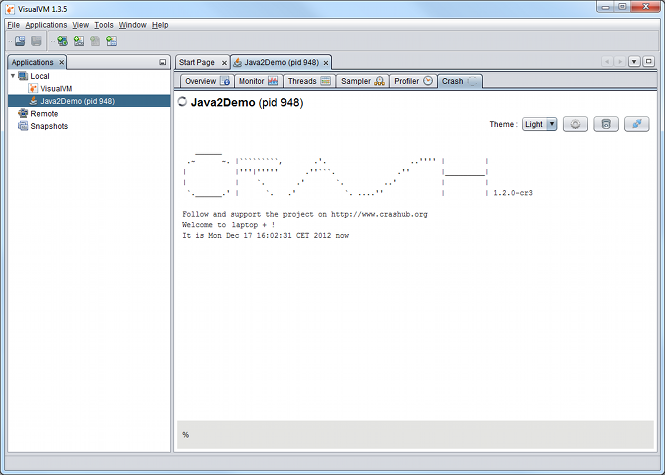 VisualVM 1.3.5
File Applications View Tools Window Help
Applications
Start Page
Java2Demo (pid 948)
Local
VisualVM
Java2Demo (pid 948)
Remote
Snapshots
Overview
Monitor
Threads
Sampler
Profiler
Crash
Java2Demo (pid 948)
Theme : Light
CRaSH
1.2.0-cr3
Follow and support the project on http://www.crashub.org
Welcome to laptop + !
It is Mon Dec 17 16:02:31 CET 2012 now
%